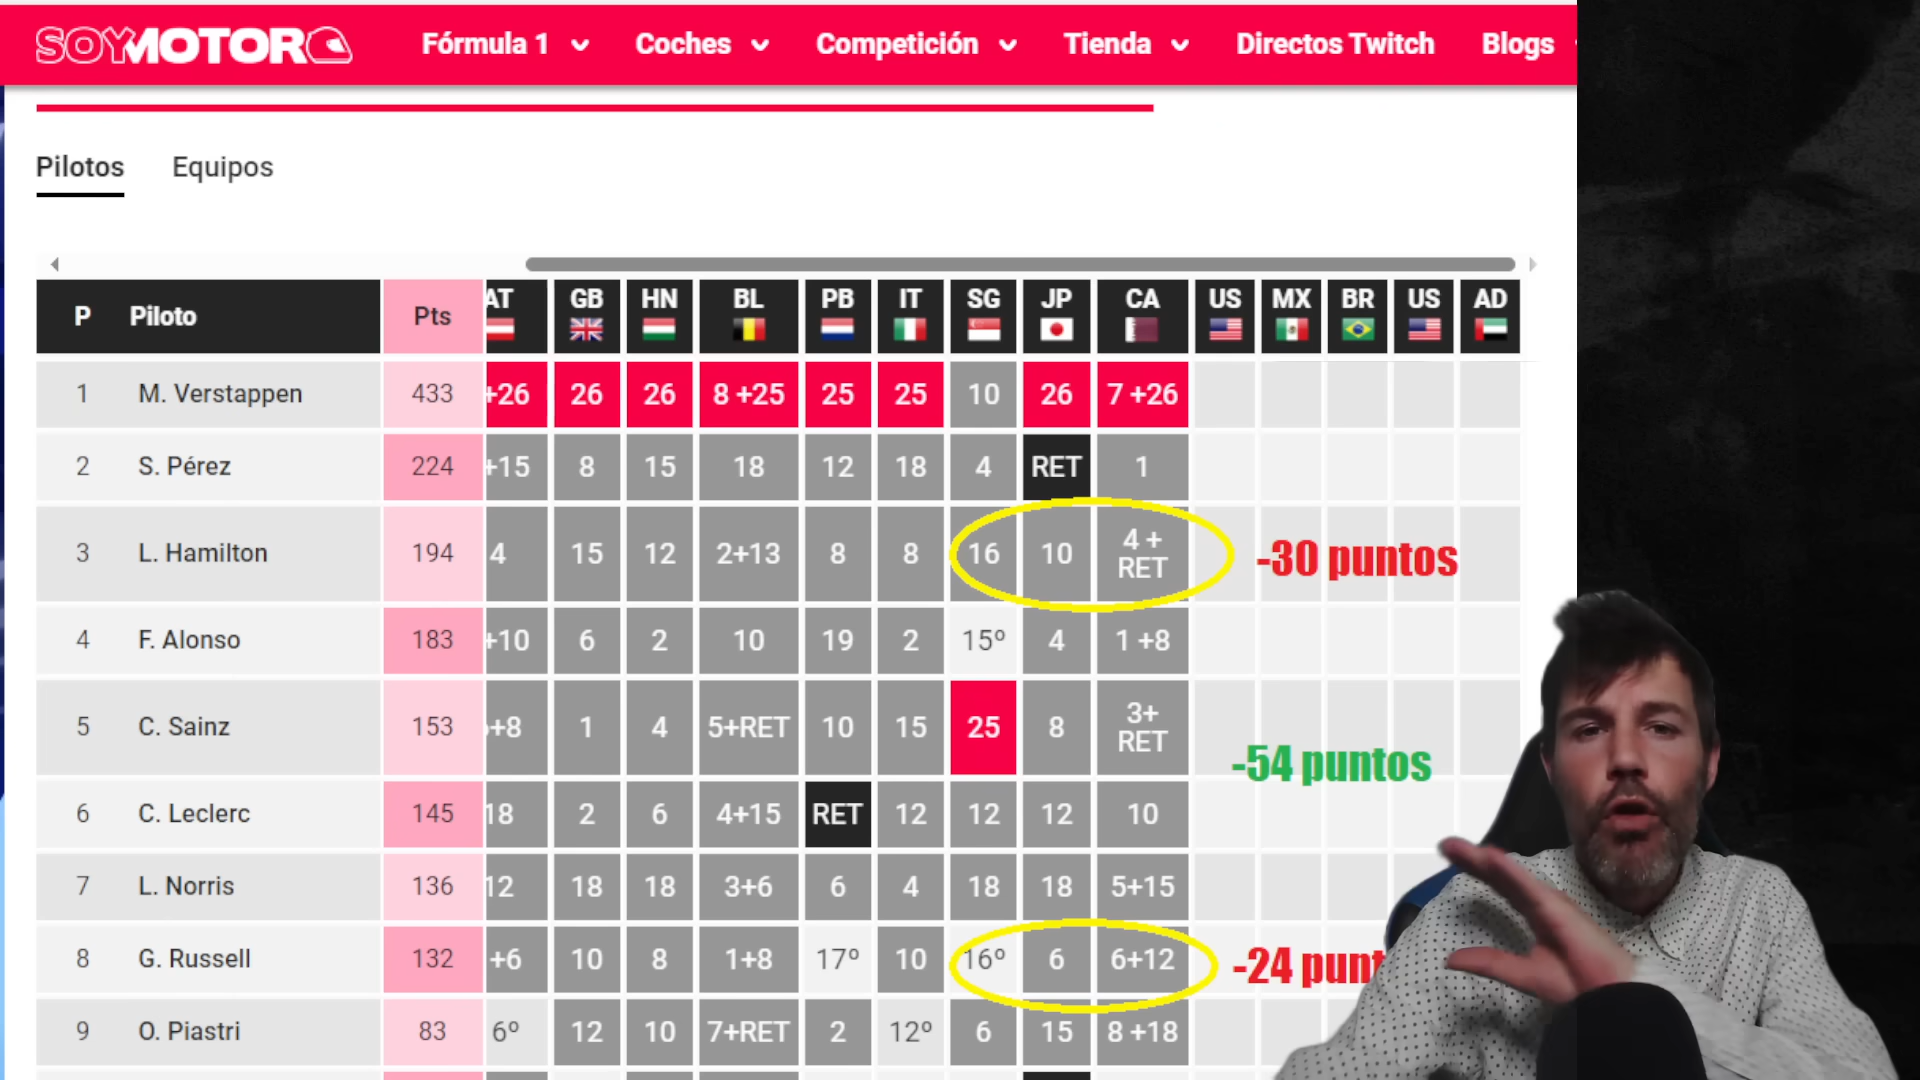 SOYMOTOR Fórmula 1 Coches Competición Tienda Directos Twitch Blogs
Pilotos Equipos
P Piloto Pts AT GB HN BL PB IT SG JP CA US MX BR US AD
1 M. Verstappen 433 +26 26 26 8 +25 25 25 10 26 7 +26
2 S. Pérez 224 +15 8 15 18 12 18 4 RET 1
3 L. Hamilton 194 4 15 12 2+13 8 8 16 10 4 + RET -30 puntos
4 F. Alonso 183 +10 6 2 10 19 2 15º 4 1 +8
5 C. Sainz 153 +8 1 4 5+RET 10 15 25 8 3+ RET
-54 puntos
6 C. Leclerc 145 18 2 6 4+15 RET 12 12 12 10
7 L. Norris 136 12 18 18 3+6 6 4 18 18 5+15
8 G. Russell 132 +6 10 8 1+8 17º 10 16º 6 6+12 -24 punt
9 O. Piastri 83 6º 12 10 7+RET 2 12º 6 15 8 +18